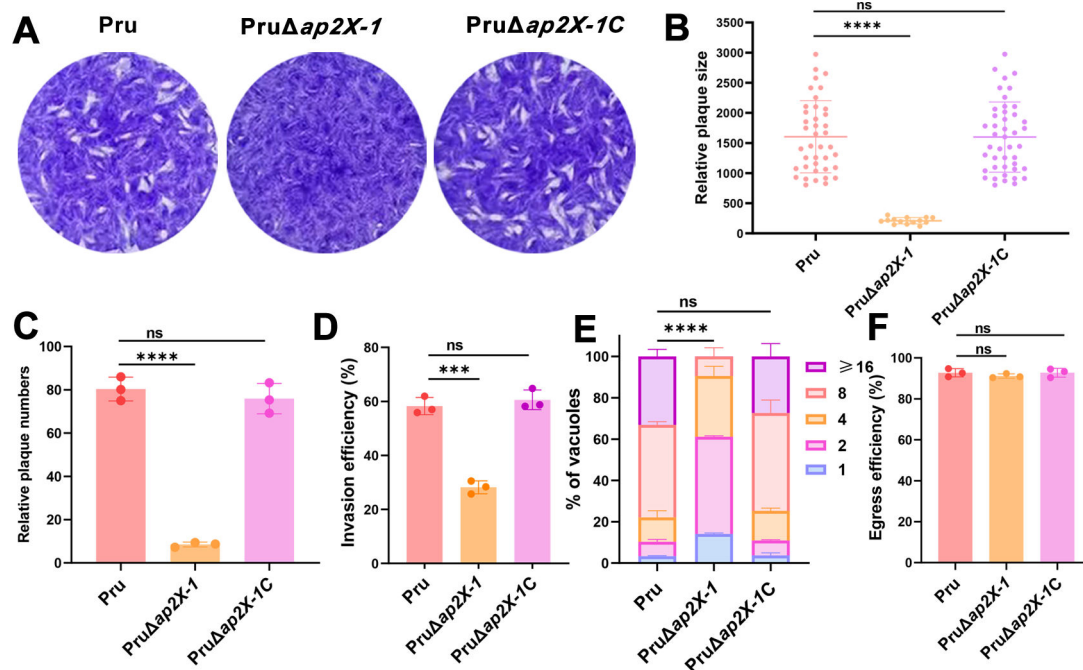 A
Pru
PruΔap2X-1
PruΔap2X-1C
B
ns
****
Relative plaque size
3500
3000
2500
2000
1500
1000
500
0
Pru
PruΔap2X-1
PruΔap2X-1C
C
ns
****
Relative plaque numbers
100
80
60
40
20
0
Pru
PruΔap2X-1
PruΔap2X-1C
D
ns
***
Invasion efficiency (%)
80
60
40
20
0
Pru
PruΔap2X-1
PruΔap2X-1C
E
ns
****
% of vacuoles
100
80
60
40
20
0
Pru
PruΔap2X-1
PruΔap2X-1C
⩾16
8
4
2
1
F
ns
ns
Egress efficiency (%)
100
80
60
40
20
0
Pru
PruΔap2X-1
PruΔap2X-1C